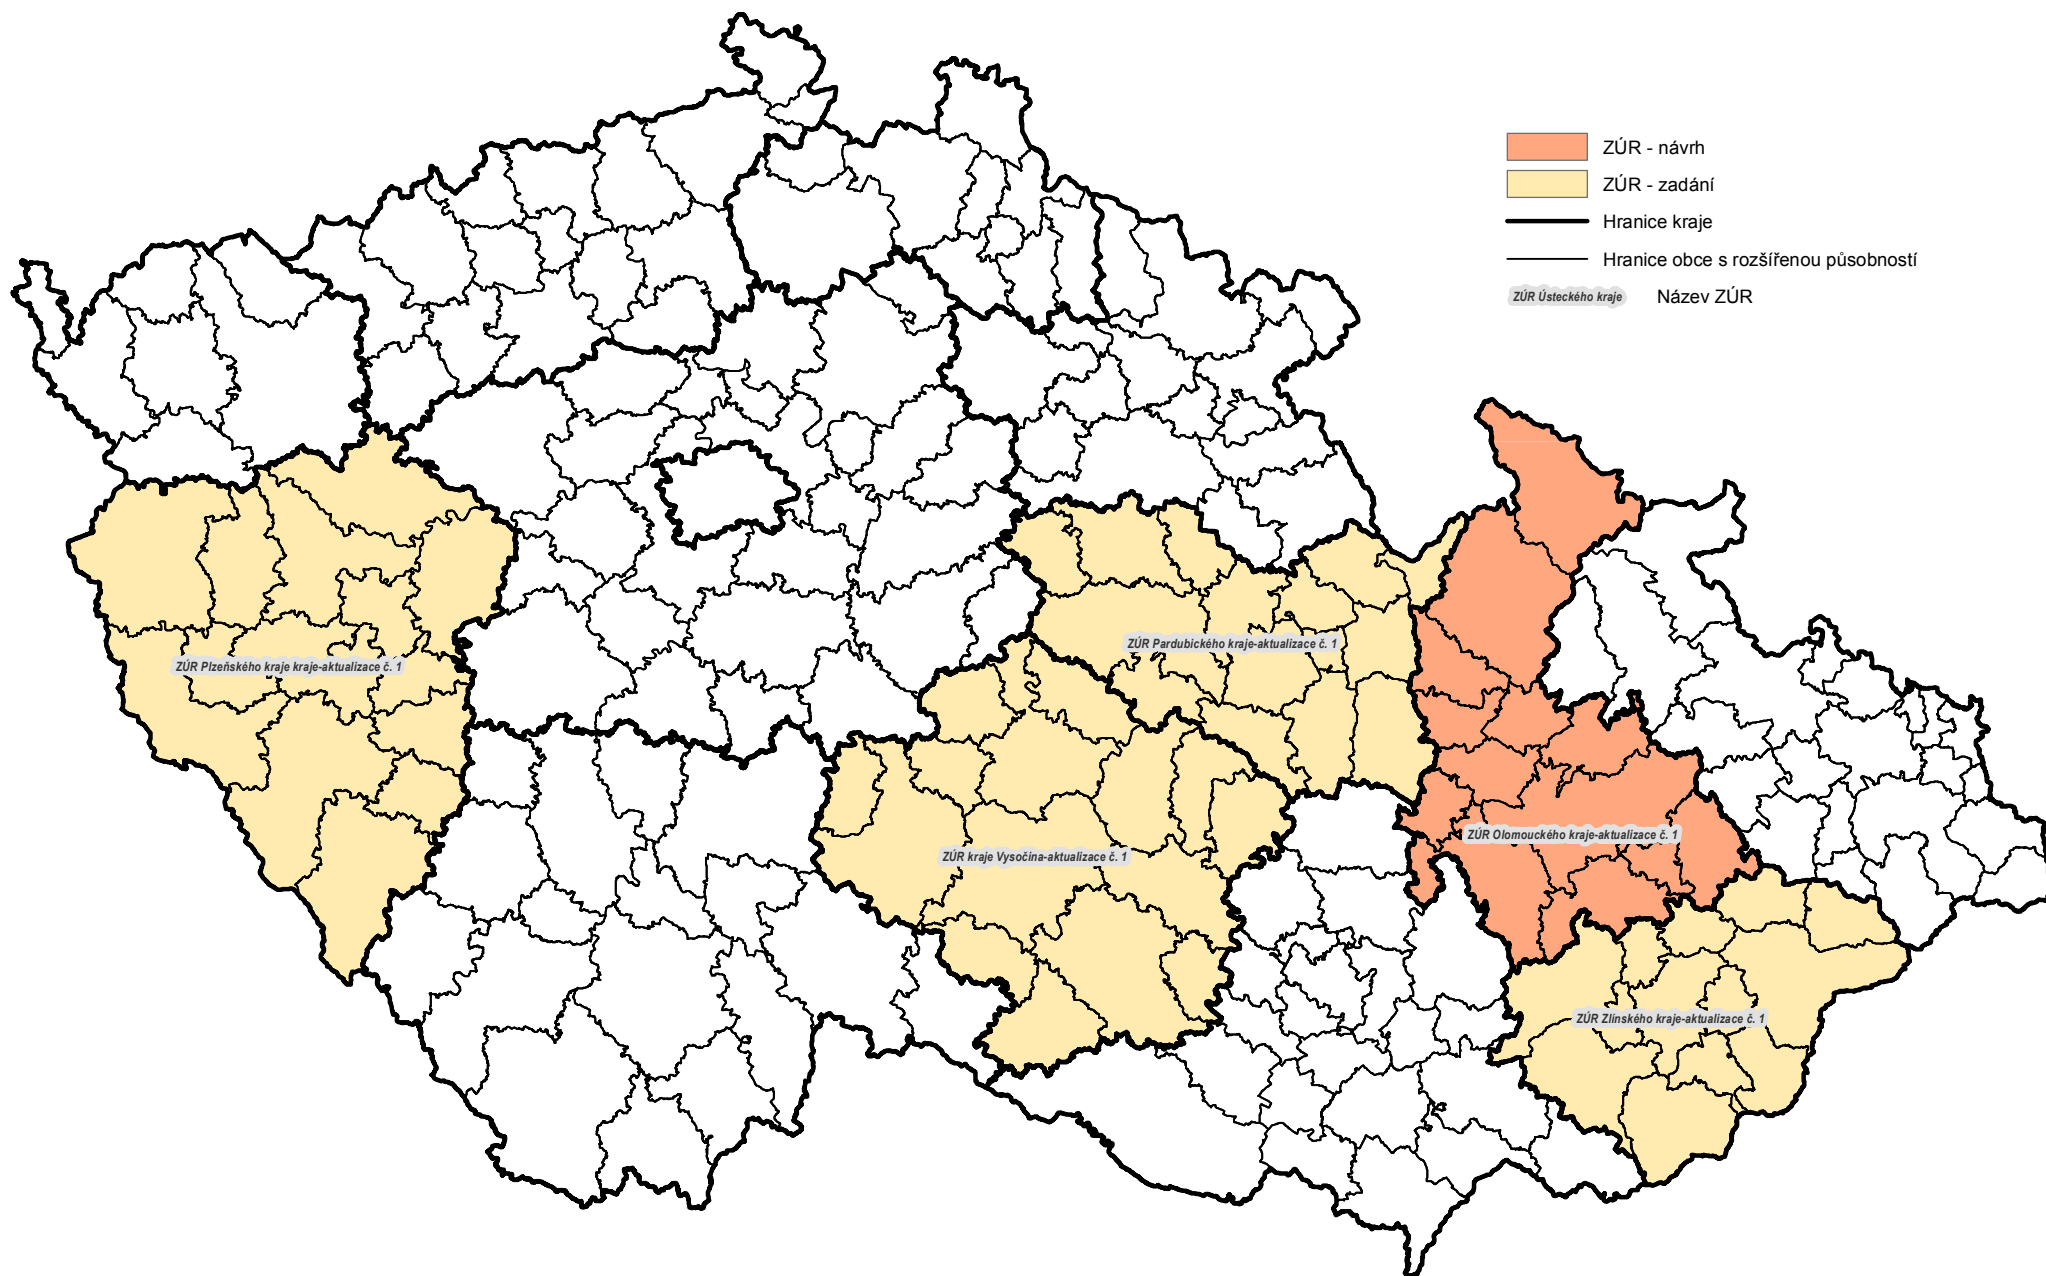 ZÚR - návrh
ZÚR - zadání
Hranice kraje
Hranice obce s rozšířenou působností
ZÚR Ústeckého kraje Název ZÚR
ZÚR Pardubického kraje-aktualizace č. 1
ZÚR Plzeňského kraje kraje-aktualizace č. 1
ZÚR Olomouckého kraje-aktualizace č. 1
ZÚR kraje Vysočina-aktualizace č. 1
ZÚR Zlínského kraje-aktualizace č. 1